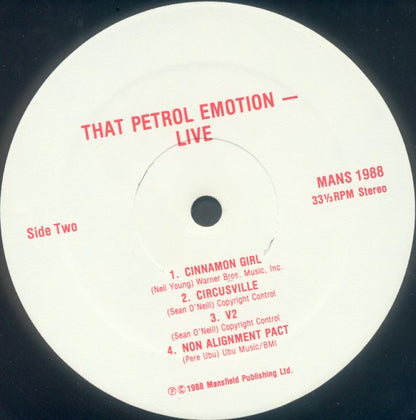 THAT PETROL EMOTION —
LIVE
Side Two
MANS 1988
33⅓RPM Stereo
1. CINNAMON GIRL
(Neil Young) Warner Bros. Music, Inc.
2. CIRCUSVILLE
(Sean O'Neill) Copyright Control
3. V2
(Sean O'Neill) Copyright Control
4. NON ALIGNMENT PACT
(Pere Ubu) Ubu Music/BMI
Ⓟ©1988 Mansfield Publishing Ltd.